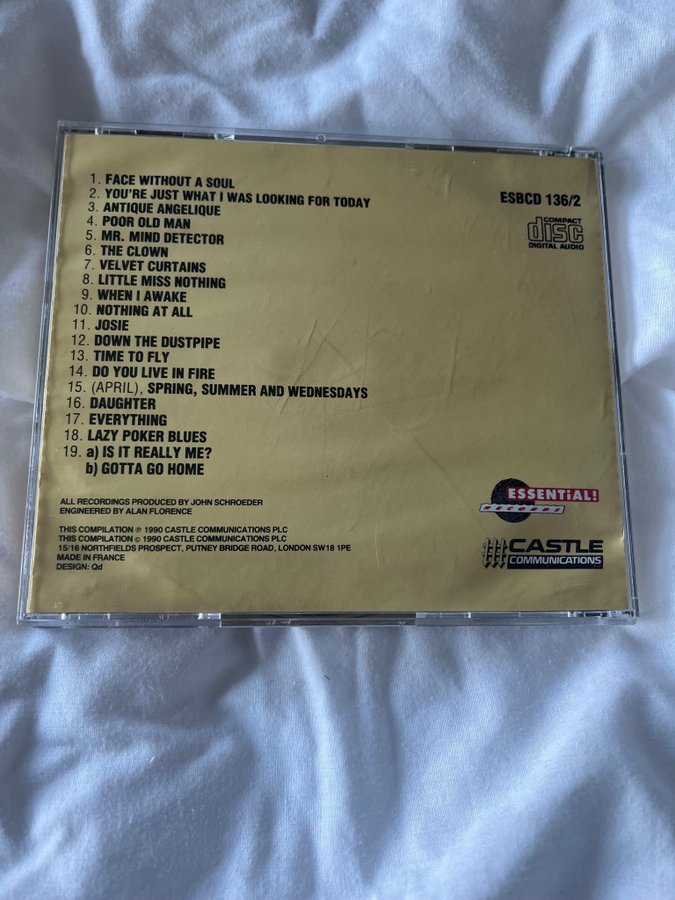 1. FACE WITHOUT A SOUL
2. YOU'RE JUST WHAT I WAS LOOKING FOR TODAY
3. ANTIQUE ANGELIQUE
4. POOR OLD MAN
5. MR. MIND DETECTOR
6. THE CLOWN
7. VELVET CURTAINS
8. LITTLE MISS NOTHING
9. WHEN I AWAKE
10. NOTHING AT ALL
11. JOSIE
12. DOWN THE DUSTPIPE
13. TIME TO FLY
14. DO YOU LIVE IN FIRE
15. (APRIL), SPRING, SUMMER AND WEDNESDAYS
16. DAUGHTER
17. EVERYTHING
18. LAZY POKER BLUES
19. a) IS IT REALLY ME?
b) GOTTA GO HOME
ESBCD 136/2
COMPACT
disc
DIGITAL AUDIO
ALL RECORDINGS PRODUCED BY JOHN SCHROEDER
ENGINEERED BY ALAN FLORENCE
THIS COMPILATION ℗ 1990 CASTLE COMMUNICATIONS PLC
THIS COMPILATION © 1990 CASTLE COMMUNICATIONS PLC
15/16 NORTHFIELDS PROSPECT, PUTNEY BRIDGE ROAD, LONDON SW18 1PE
MADE IN FRANCE
DESIGN: Qd
ESSENTiAL!
RECORDS
CASTLE
COMMUNICATIONS